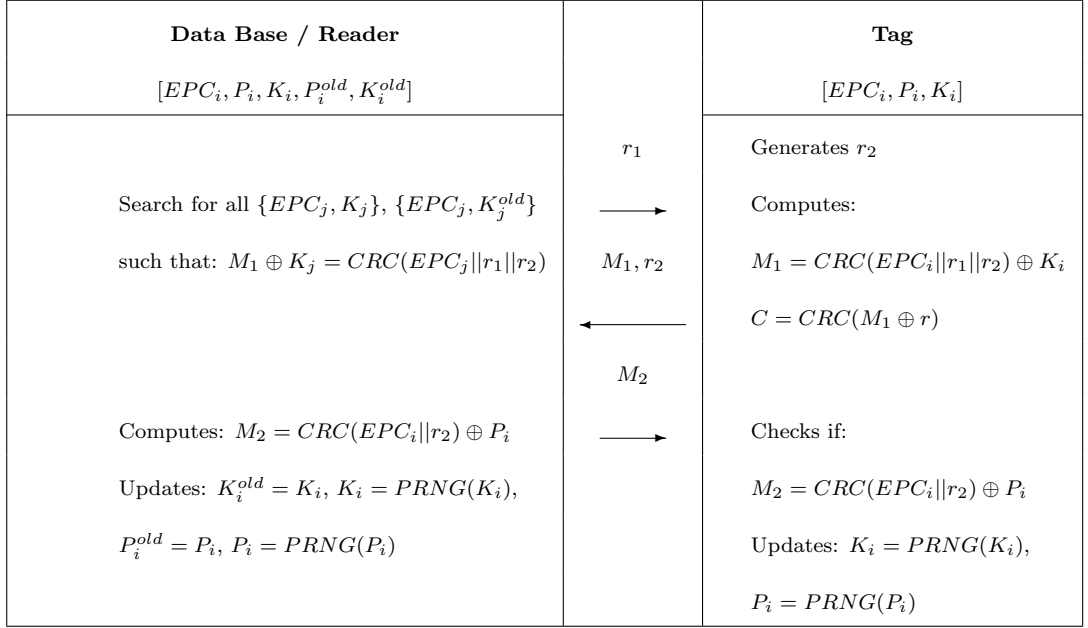 Data Base / Reader
[EPC_i, P_i, K_i, P_i^{old}, K_i^{old}]
Search for all {EPC_j, K_j}, {EPC_j, K_j^{old}}
such that: M_1 ⊕ K_j = CRC(EPC_j||r_1||r_2)
Computes: M_2 = CRC(EPC_i||r_2) ⊕ P_i
Updates: K_i^{old} = K_i, K_i = PRNG(K_i),
P_i^{old} = P_i, P_i = PRNG(P_i)
r_1
M_1, r_2
M_2
Tag
[EPC_i, P_i, K_i]
Generates r_2
Computes:
M_1 = CRC(EPC_i||r_1||r_2) ⊕ K_i
C = CRC(M_1 ⊕ r)
Checks if:
M_2 = CRC(EPC_i||r_2) ⊕ P_i
Updates: K_i = PRNG(K_i),
P_i = PRNG(P_i)